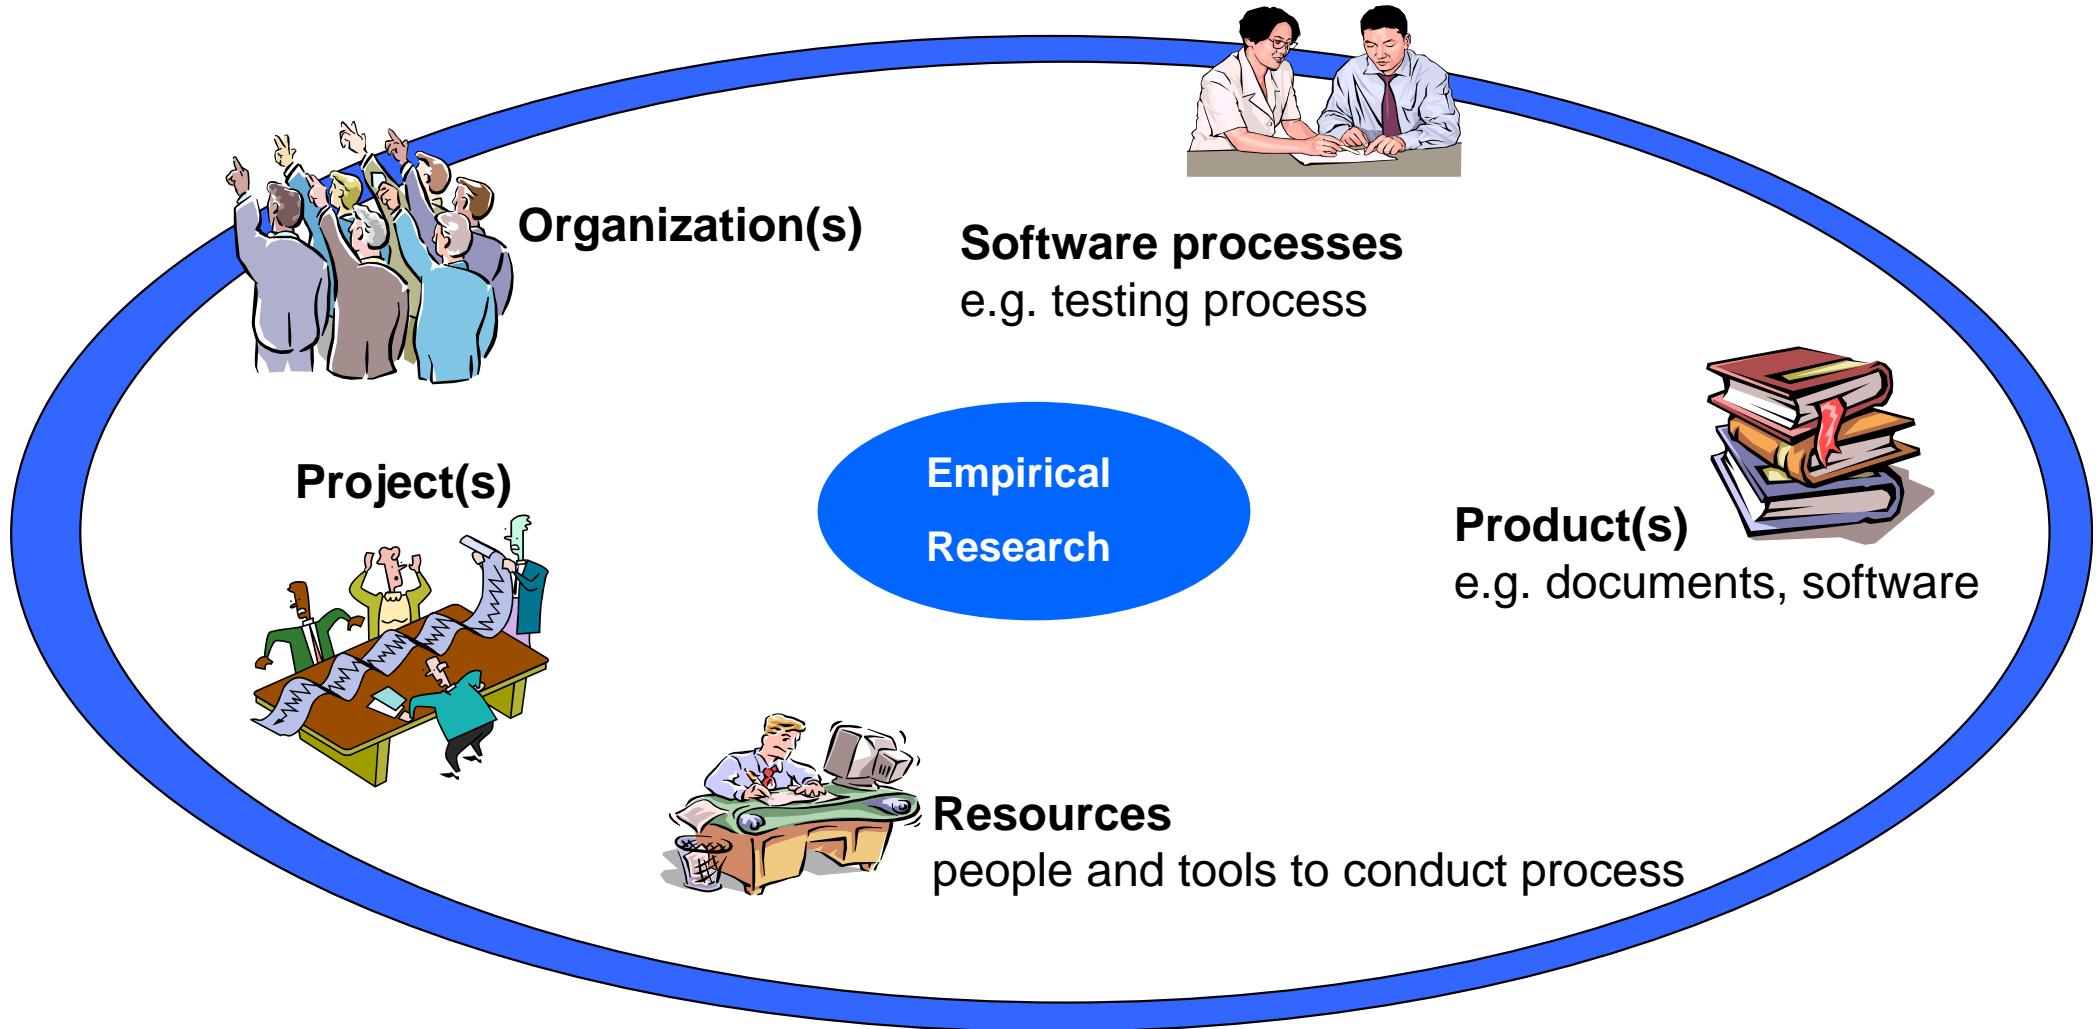 Organization(s)
Software processes
e.g. testing process
Project(s)
Empirical
Research
Product(s)
e.g. documents, software
Resources
people and tools to conduct process